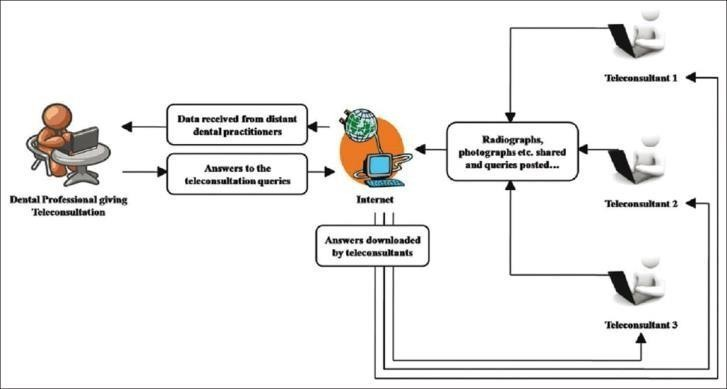 Teleconsultant 1
Data received from distant
dental practitioners
Radiographs,
photographs etc. shared
and queries posted...
Answers to the
teleconsultation queries
Dental Professional giving
Teleconsultation
Internet
Teleconsultant 2
Answers downloaded
by teleconsultants
Teleconsultant 3